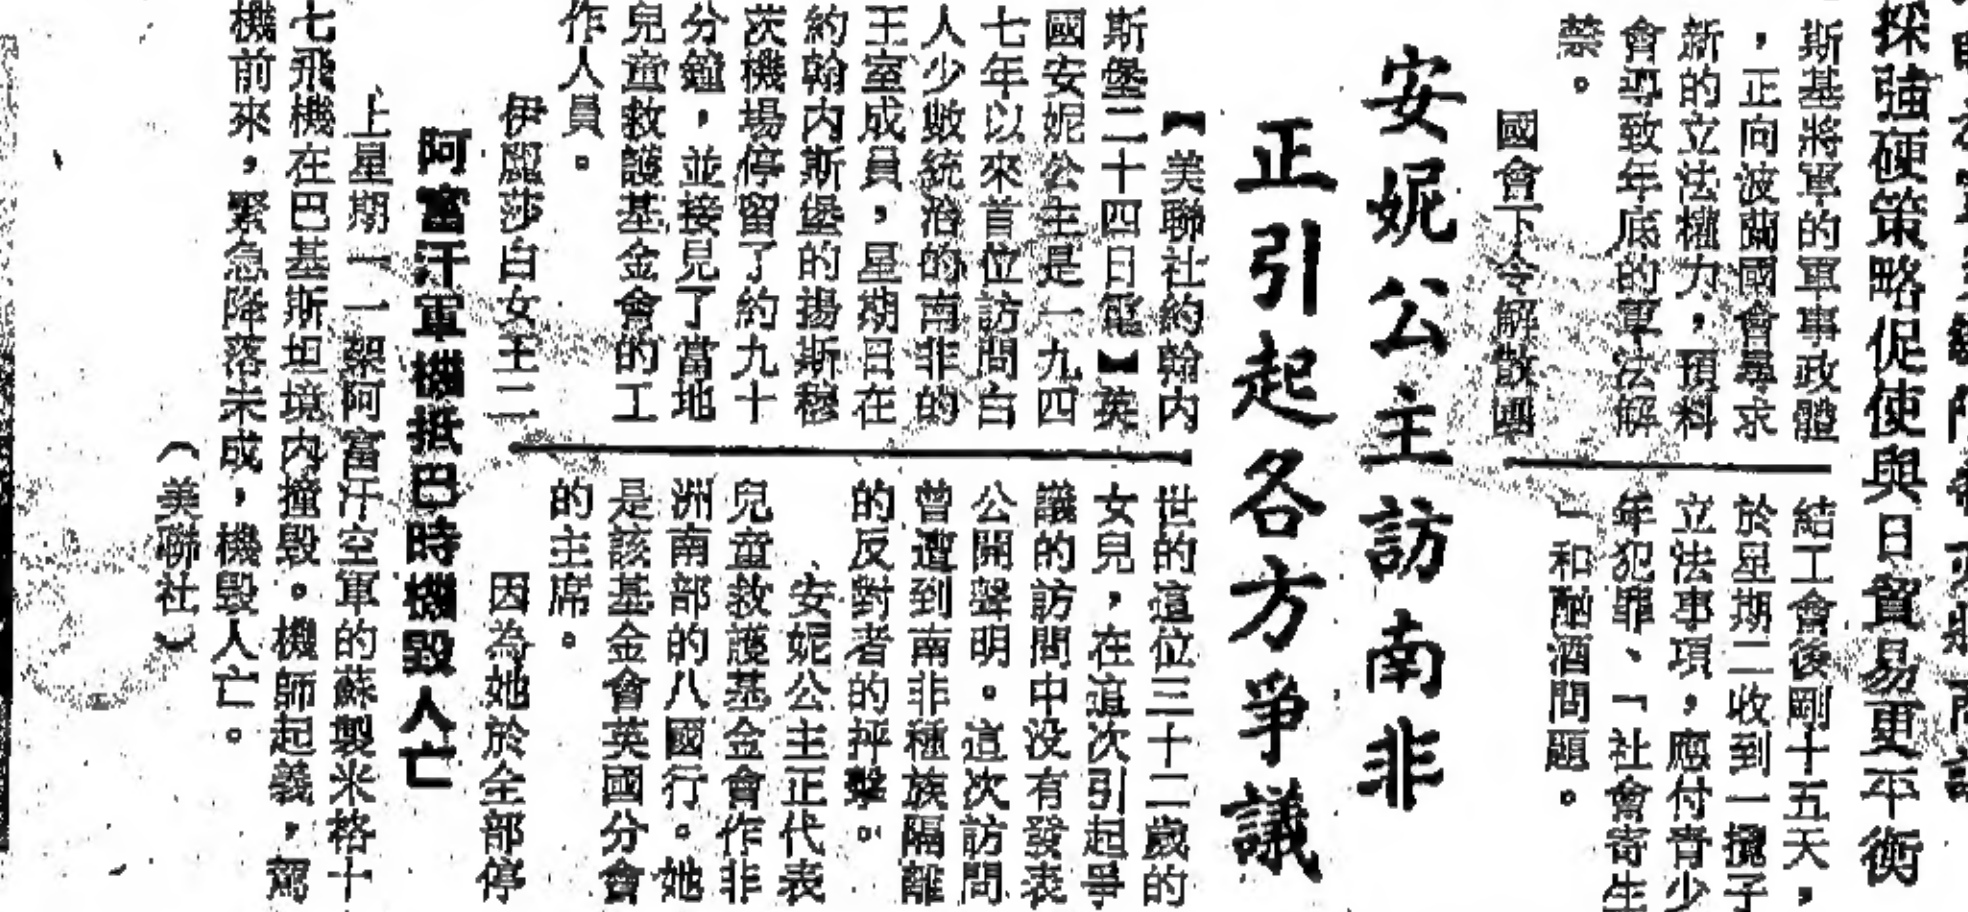 採強硬策略促使與日貿易更平衡
斯基將軍的軍事政體
，正向波蘭國會尋求
新的立法權力，預料
會導致年底的軍法解
禁。
國會下令解散團
結工會後剛十五天，
於星期二收到一攬子
立法事項，應付青少
年犯罪、「社會寄生
」和酗酒問題。
安妮公主訪南非
正引起各方爭議
【美聯社約翰內
斯堡二十四日電】英
國安妮公主是一九四
七年以來首位訪問白
人少數統治的南非的
王室成員，星期日在
約翰內斯堡的揚斯穆
茨機場停留了約九十
分鐘，並接見了當地
兒童救護基金會的工
作人員。
伊麗莎白女王二
世的這位三十二歲的
女兒，在這次引起爭
議的訪問中没有發表
公開聲明。這次訪問
曾遭到南非種族隔離
的反對者的抨擊。
安妮公主正代表
兒童救護基金會作非
洲南部的八國行。她
是該基金會英國分會
的主席。
因為她於全部停
阿富汗軍機抵巴時機毀人亡
上星期一一架阿富汗空軍的蘇製米格十
七飛機在巴基斯坦境内撞毀。機師起義，駕
機前來，緊急降落未成，機毀人亡。
（美聯社）